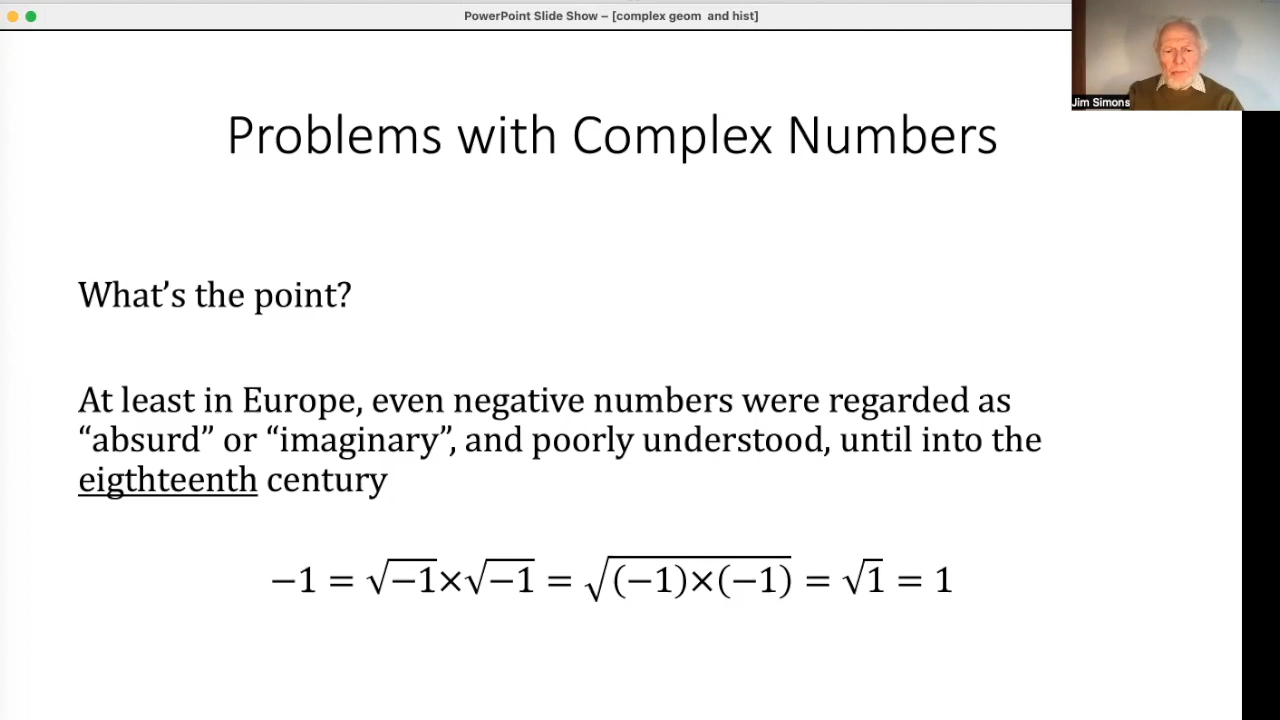 PowerPoint Slide Show – [complex geom and hist]
Jim Simons
Problems with Complex Numbers
What’s the point?
At least in Europe, even negative numbers were regarded as
“absurd” or “imaginary”, and poorly understood, until into the
eigthteenth century
−1 = √−1×√−1 = √(−1)×(−1) = √1 = 1